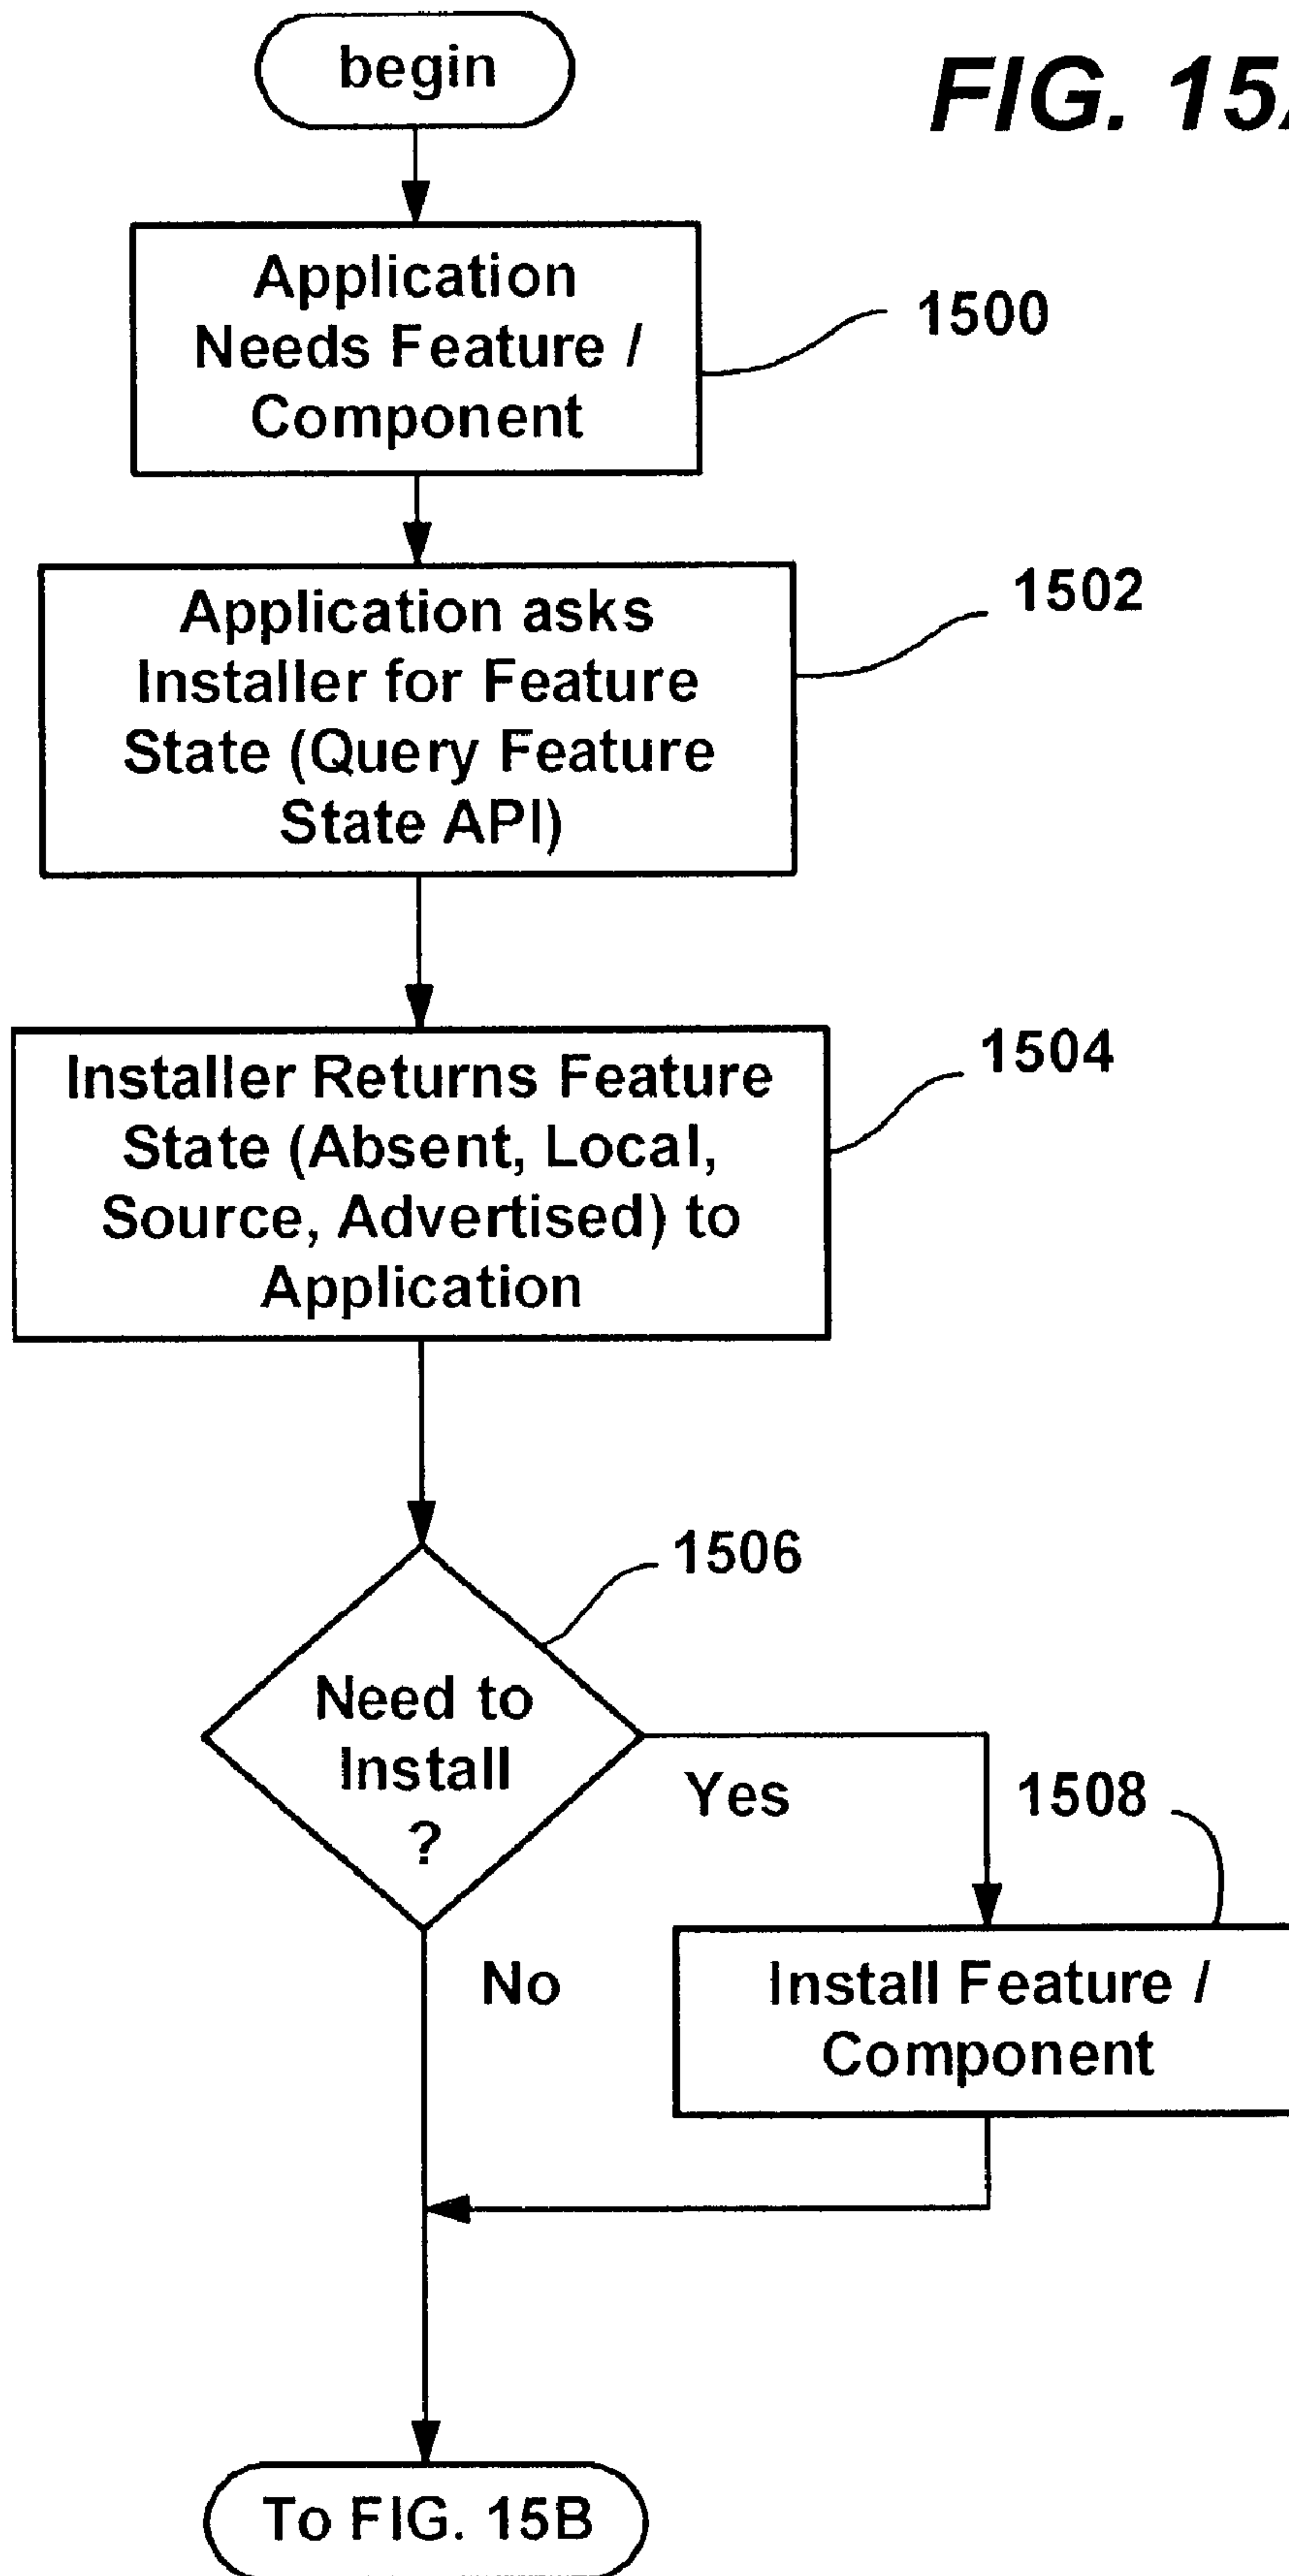 begin
FIG. 15A
Application
Needs Feature /
Component
1500
Application asks
Installer for Feature
State (Query Feature
State API)
1502
Installer Returns Feature
State (Absent, Local,
Source, Advertised) to
Application
1504
Need to
Install
?
1506
Yes
No
1508
Install Feature /
Component
To FIG. 15B